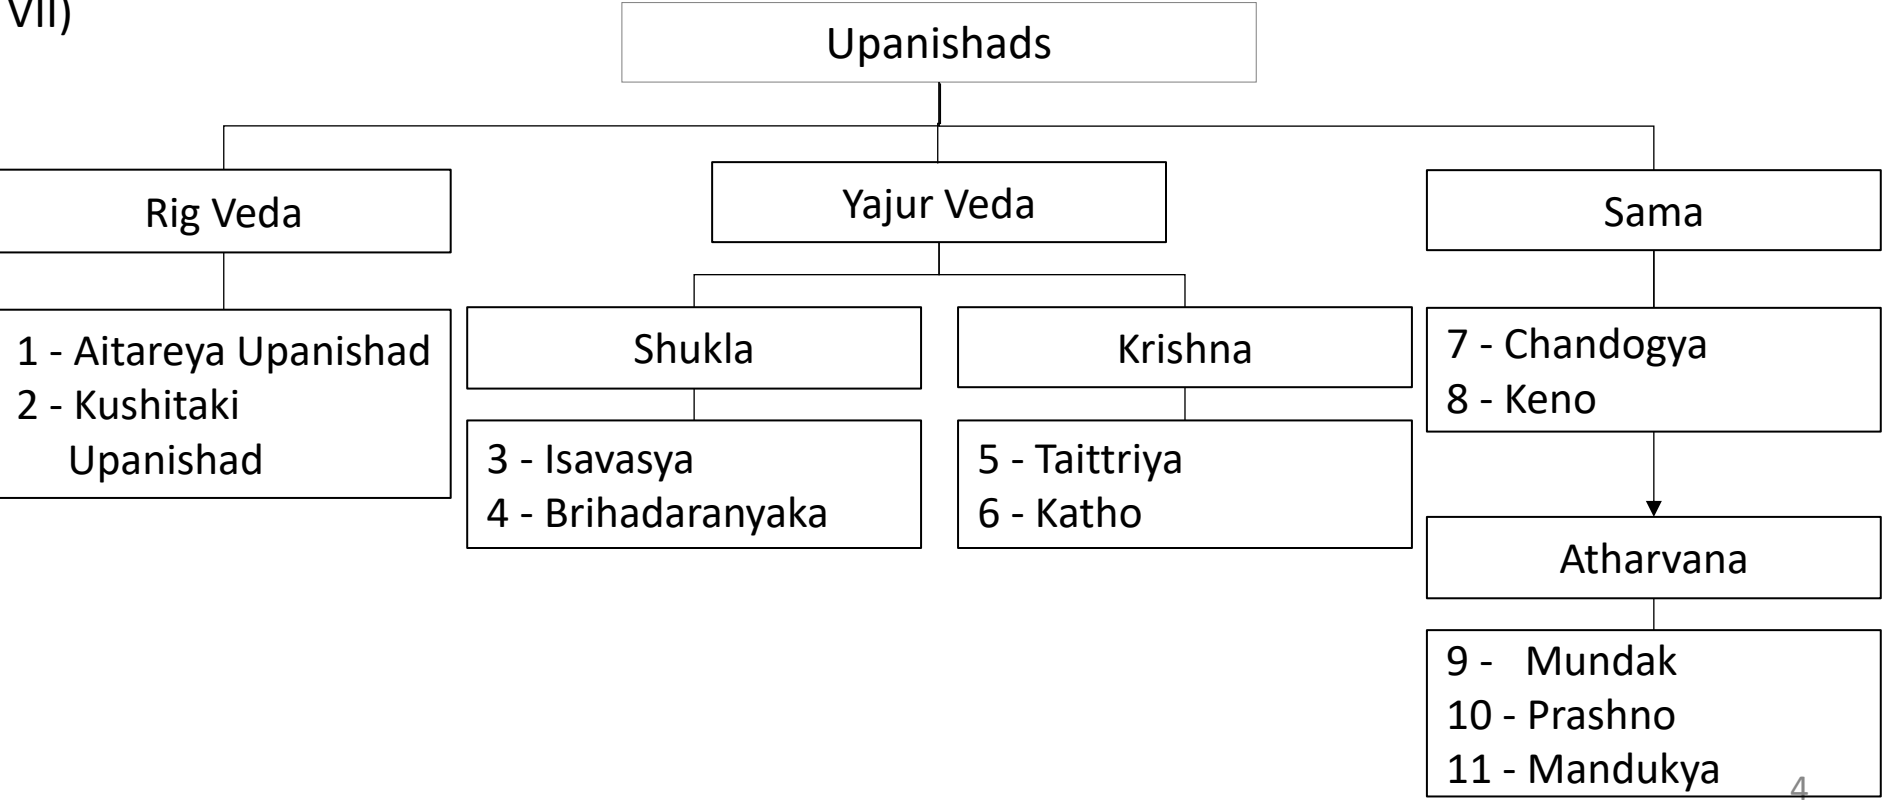 VII)
Upanishads
Rig Veda
Yajur Veda
Sama
1 - Aitareya Upanishad
2 - Kushitaki
Upanishad
Shukla
Krishna
3 - Isavasya
4 - Brihadaranyaka
5 - Taittriya
6 - Katho
7 - Chandogya
8 - Keno
Atharvana
9 - Mundak
10 - Prashno
11 - Mandukya
4